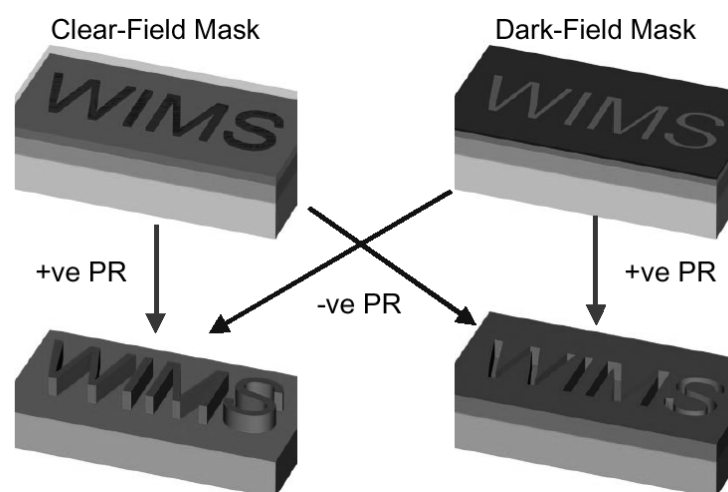 Clear-Field Mask
Dark-Field Mask
WIMS
WIMS
+ve PR
-ve PR
+ve PR
WIMS
WIMS